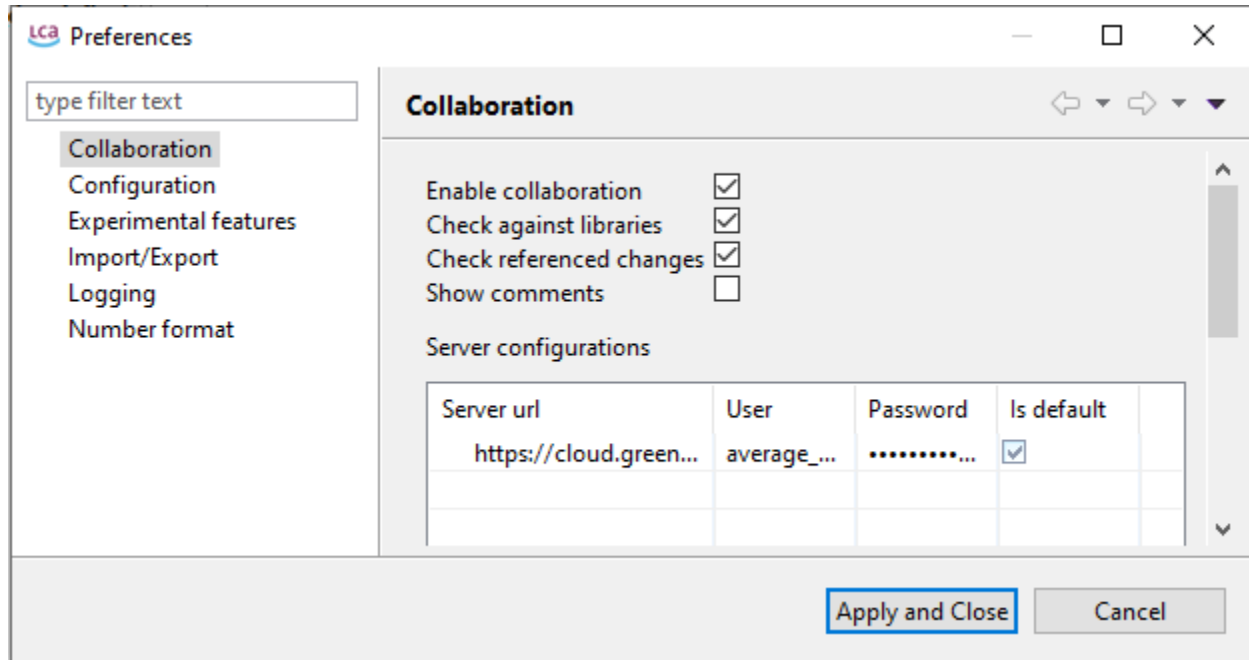 LCa Preferences
type filter text
Collaboration
Configuration
Experimental features
Import/Export
Logging
Number format
Collaboration
Enable collaboration
Check against libraries
Check referenced changes
Show comments
Server configurations
Server url User Password Is default
https://cloud.green... average_... •••••••••...
Apply and Close Cancel